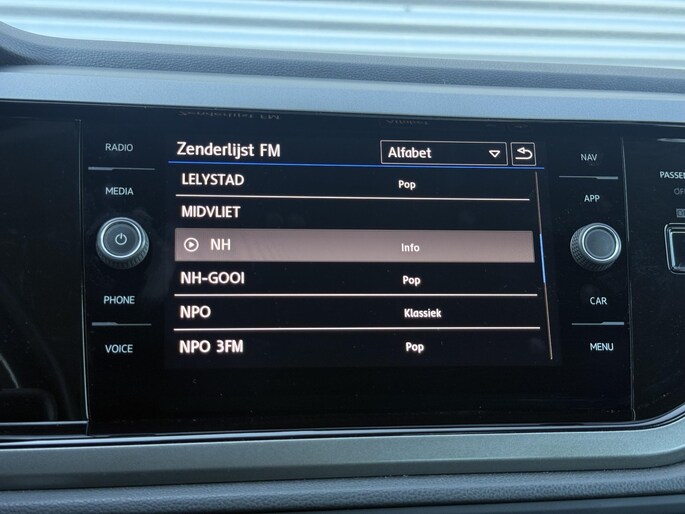 RADIO
MEDIA
PHONE
VOICE
Zenderlijst FM
Alfabet
LELYSTAD Pop
MIDVLIET
NH Info
NH-GOOI Pop
NPO Klassiek
NPO 3FM Pop
NAV
APP
CAR
MENU